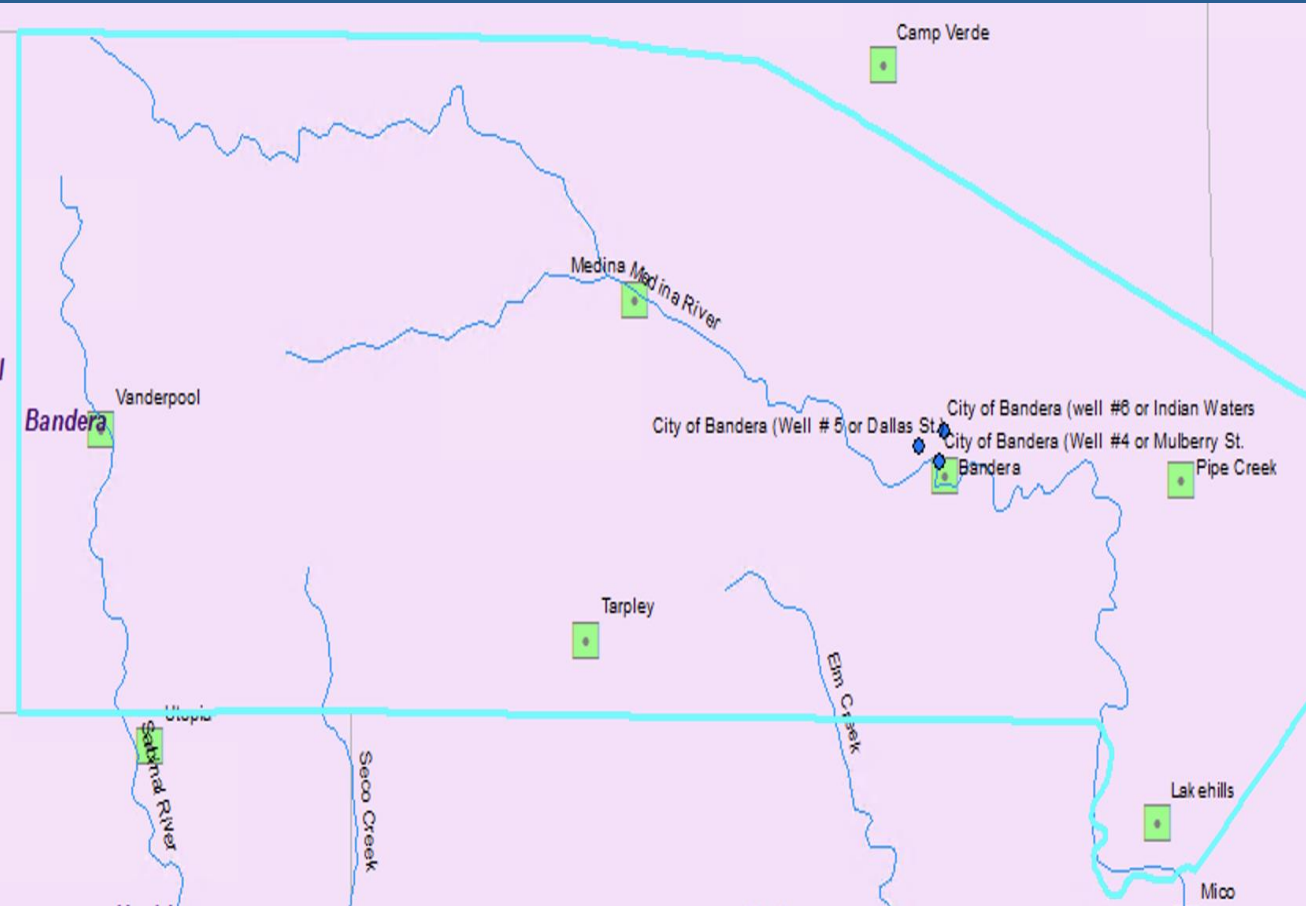 Camp Verde
Medina
Medina River
l
Vanderpool
Bandera
City of Bandera (well #6 or Indian Waters
City of Bandera (Well # 5 or Dallas St.)
City of Bandera (Well #4 or Mulberry St.
Bandera
Pipe Creek
Tarpley
Elm Creek
Utopia
Sabinal River
Seco Creek
Lakehills
Mico